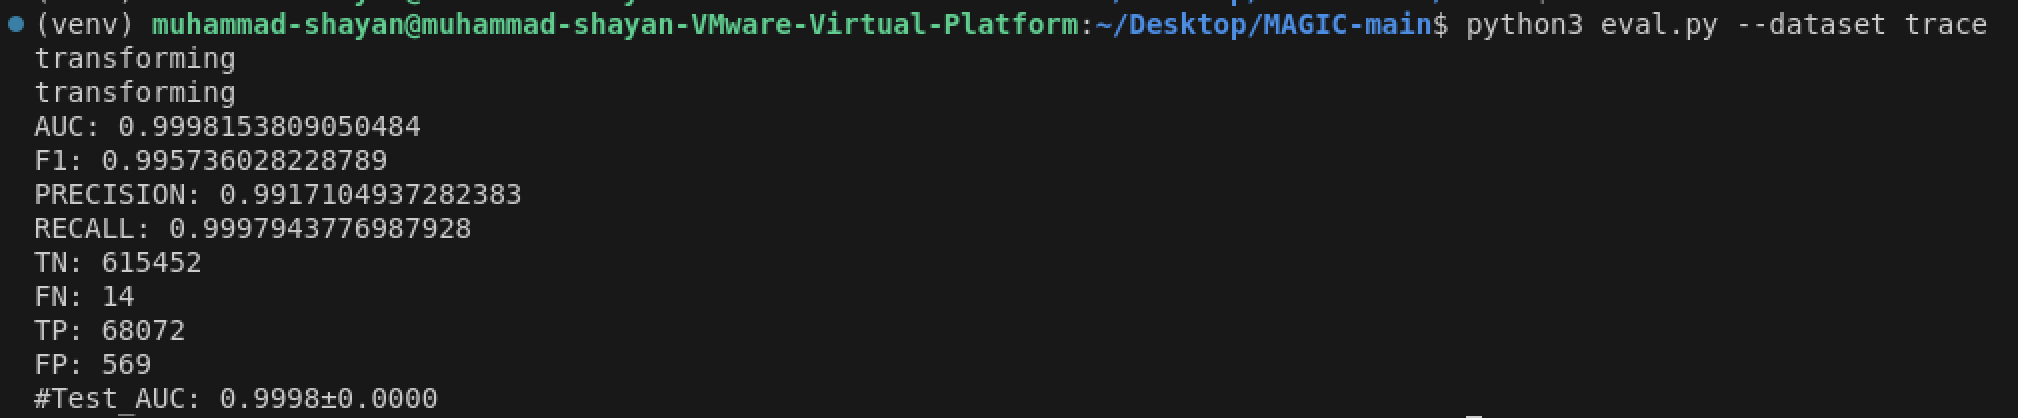 (venv) muhammad-shayan@muhammad-shayan-VMware-Virtual-Platform:~/Desktop/MAGIC-main$ python3 eval.py --dataset trace
transforming
transforming
AUC: 0.9998153809050484
F1: 0.995736028228789
PRECISION: 0.9917104937282383
RECALL: 0.9997943776987928
TN: 615452
FN: 14
TP: 68072
FP: 569
#Test_AUC: 0.9998±0.0000